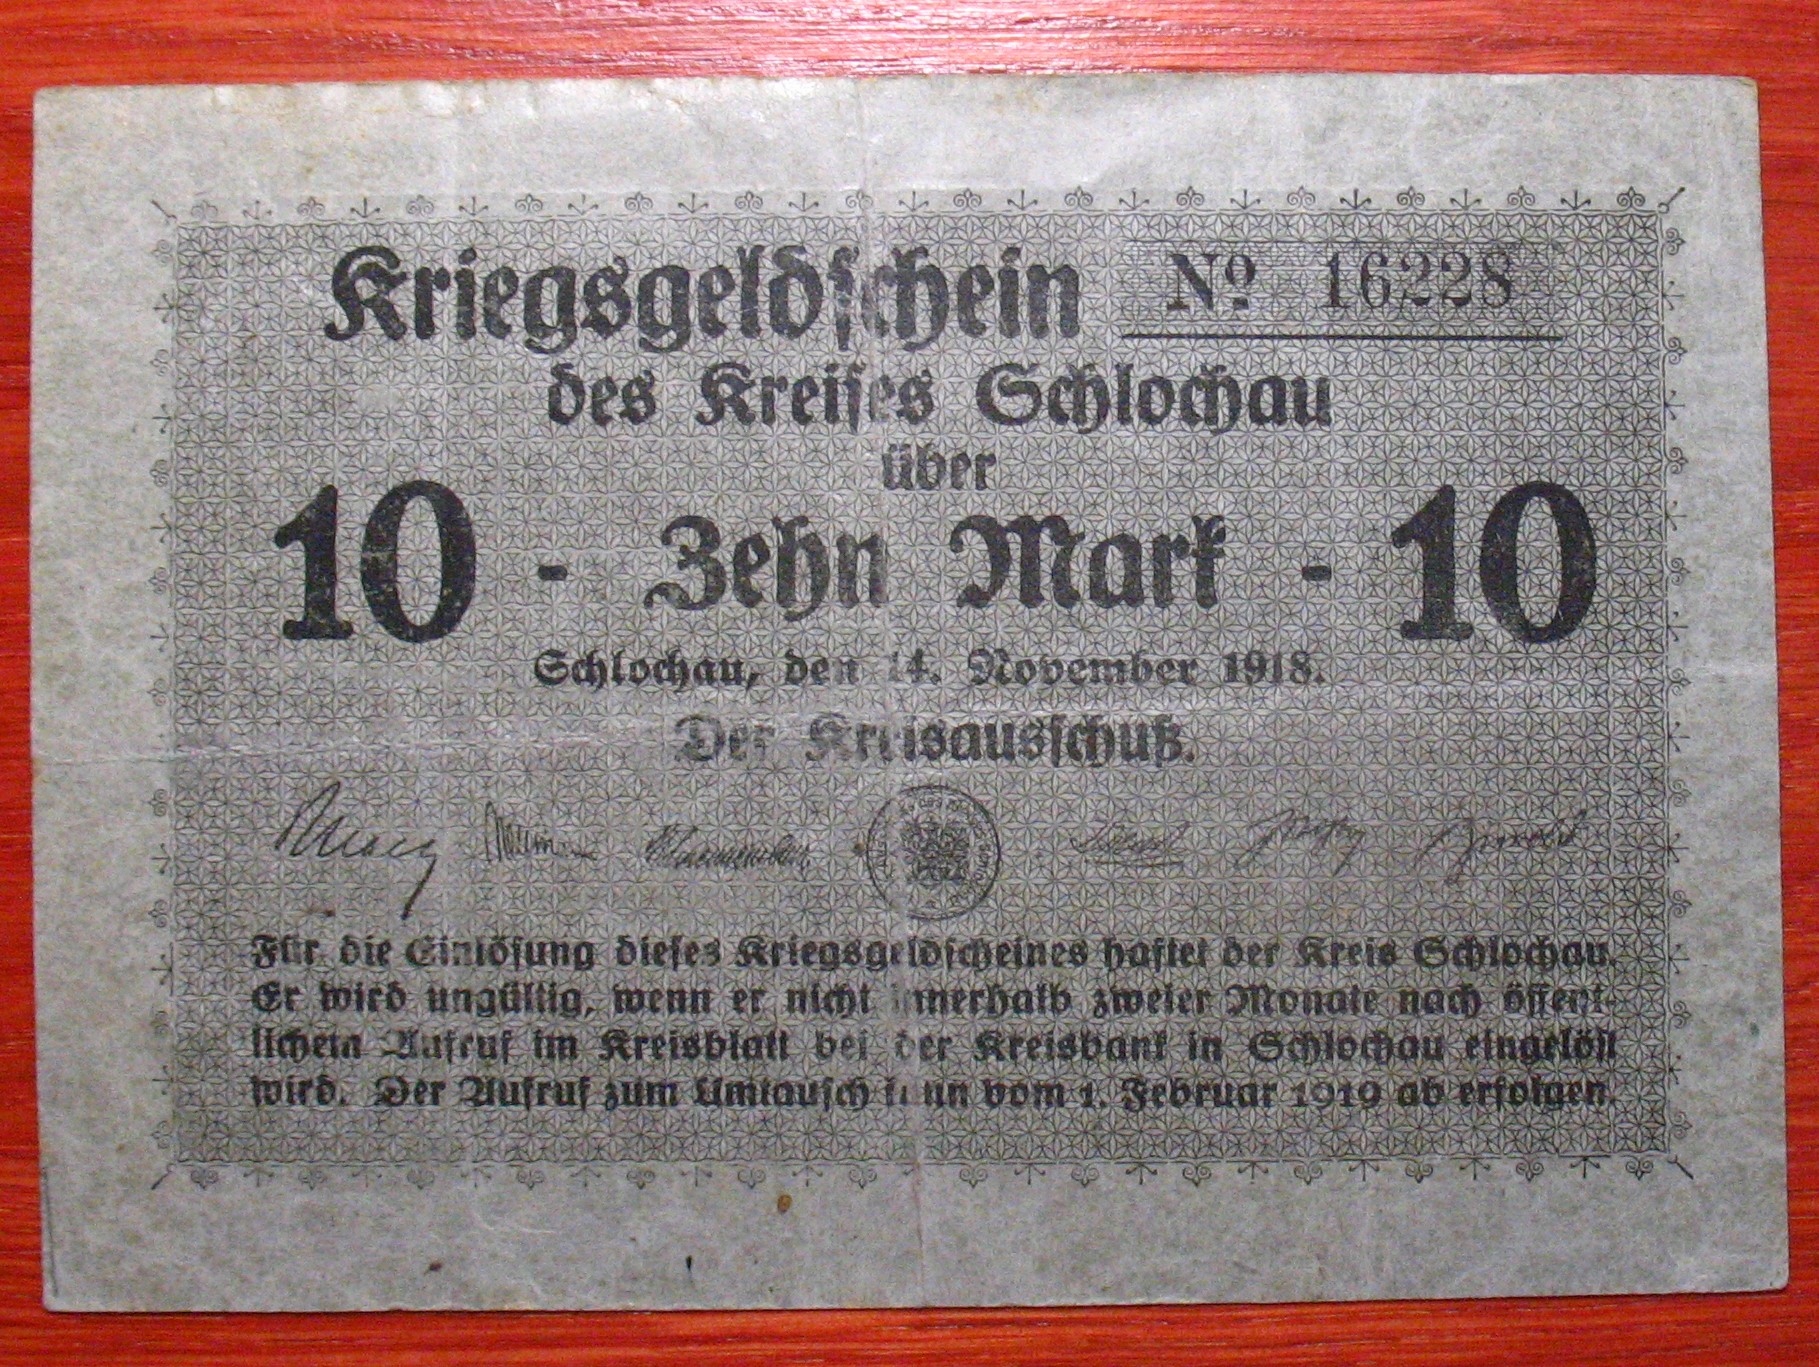 Kriegsgeldschein No 16228
des Kreises Schlochau
über
10 - Zehn Mark - 10
Schlochau, den 14. November 1918.
Der Kreisausschuß.
Für die Einlösung dieses Kriegsgeldscheines haftet der Kreis Schlochau.
Er wird ungültig, wenn er nicht innerhalb zweier Monate nach öffent-
lichem Aufruf im Kreisblatt bei der Kreisbank in Schlochau eingelöst
wird. Der Aufruf zum Umtausch kann vom 1. Februar 1919 ab erfolgen.